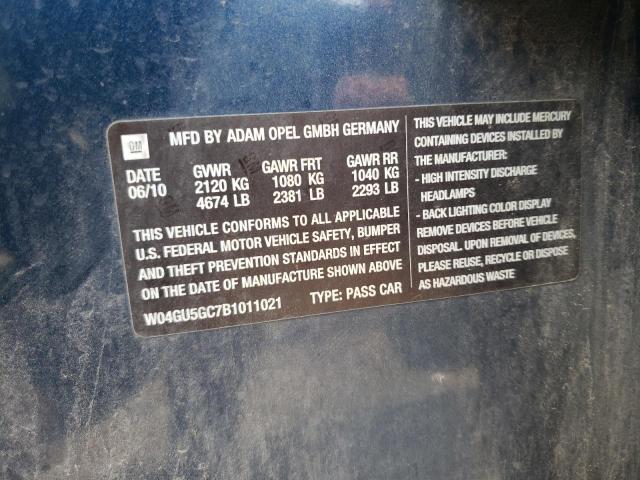 GM
MFD BY ADAM OPEL GMBH GERMANY
DATE GVWR GAWR FRT GAWR RR
06/10 2120 KG 1080 KG 1040 KG
4674 LB 2381 LB 2293 LB
THIS VEHICLE CONFORMS TO ALL APPLICABLE
U.S. FEDERAL MOTOR VEHICLE SAFETY, BUMPER
AND THEFT PREVENTION STANDARDS IN EFFECT
ON THE DATE OF MANUFACTURE SHOWN ABOVE
W04GU5GC7B1011021 TYPE: PASS CAR
THIS VEHICLE MAY INCLUDE MERCURY
CONTAINING DEVICES INSTALLED BY
THE MANUFACTURER:
- HIGH INTENSITY DISCHARGE
HEADLAMPS
- BACK LIGHTING COLOR DISPLAY
REMOVE DEVICES BEFORE VEHICLE
DISPOSAL. UPON REMOVAL OF DEVICES,
PLEASE REUSE, RECYCLE OR DISPOSE
AS HAZARDOUS WASTE